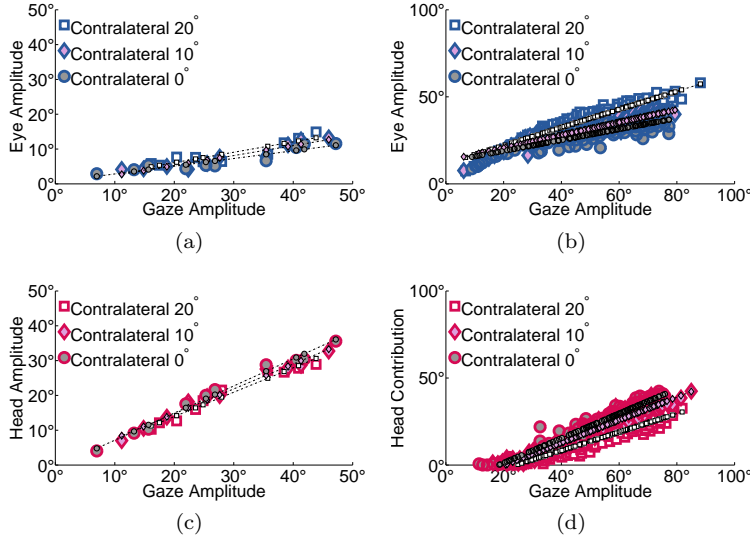 50°
40°
30°
20°
10°
0°
Eye Amplitude
Contralateral 20°
Contralateral 10°
Contralateral 0°
0° 10° 20° 30° 40° 50°
Gaze Amplitude
(a)
100°
50°
0°
Eye Amplitude
Contralateral 20°
Contralateral 10°
Contralateral 0°
0° 20° 40° 60° 80° 100°
Gaze Amplitude
(b)
50°
40°
30°
20°
10°
0°
Head Amplitude
Contralateral 20°
Contralateral 10°
Contralateral 0°
0° 10° 20° 30° 40° 50°
Gaze Amplitude
(c)
100°
50°
0°
Head Contribution
Contralateral 20°
Contralateral 10°
Contralateral 0°
0° 20° 40° 60° 80° 100°
Gaze Amplitude
(d)